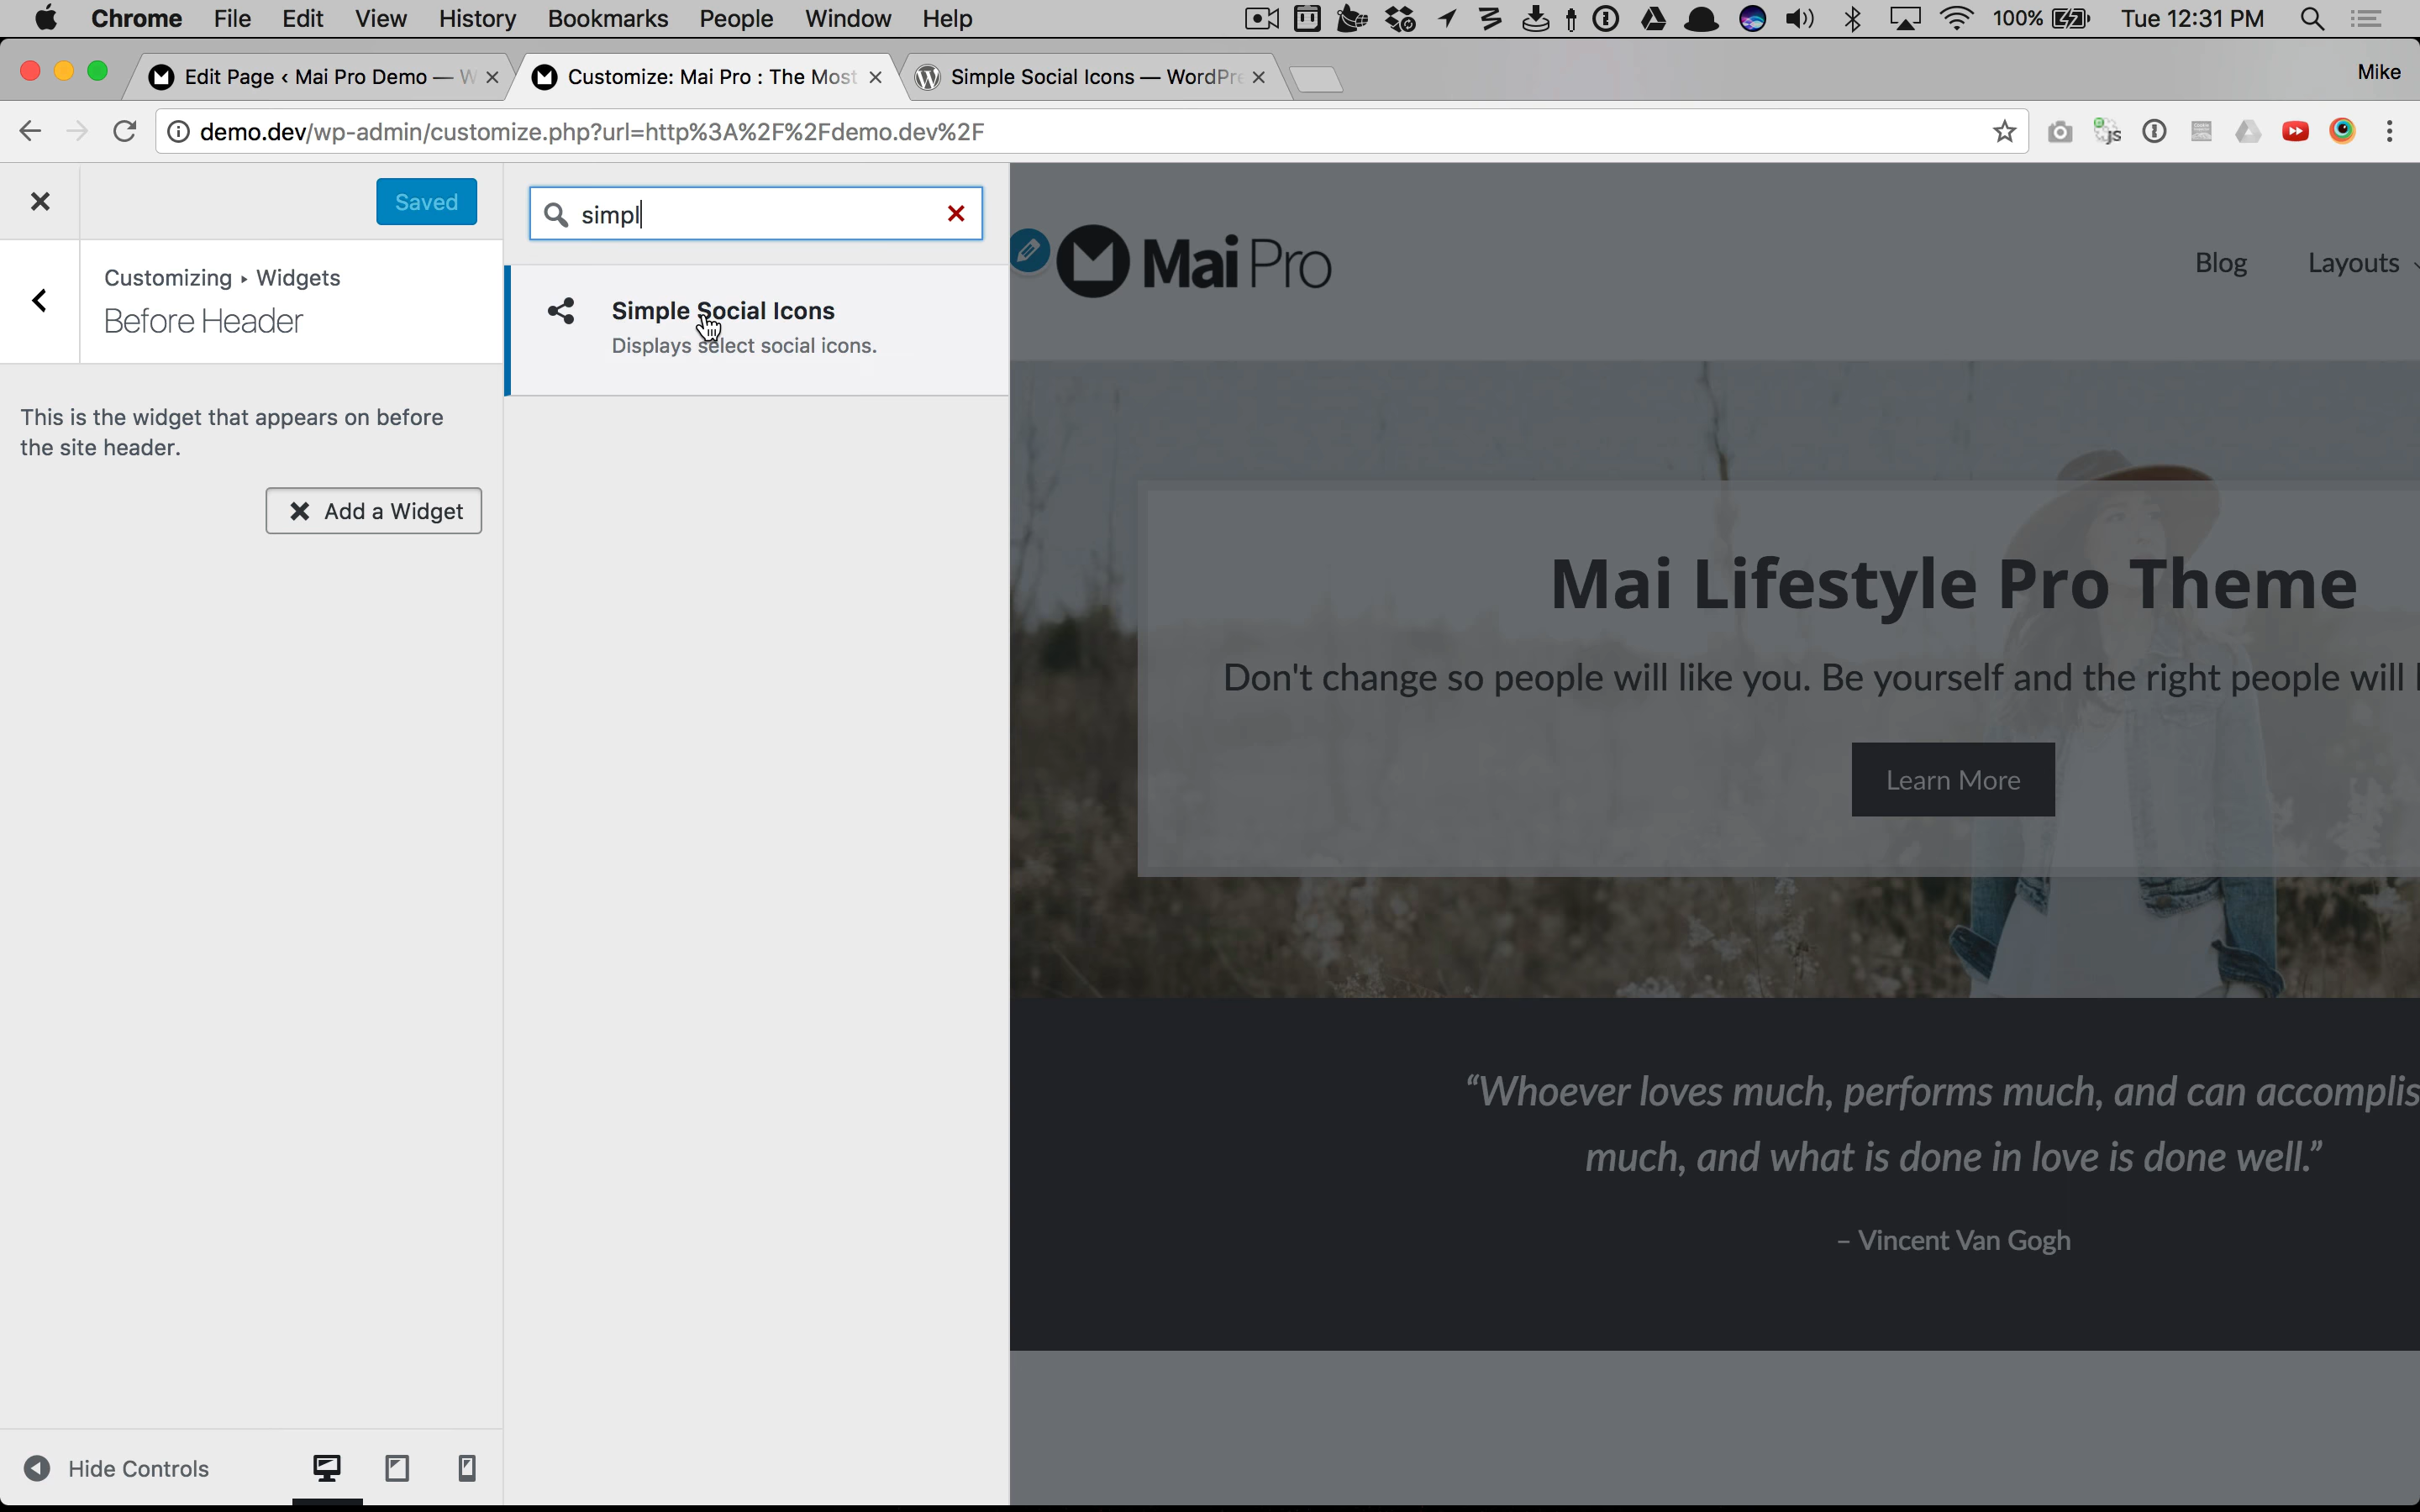 Chrome File Edit View History Bookmarks People Window Help 100% Tue 12:31 PM
Edit Page ‹ Mai Pro Demo — W Customize: Mai Pro : The Most Simple Social Icons — WordPre Mike
demo.dev/wp-admin/customize.php?url=http%3A%2F%2Fdemo.dev%2F
Saved
simpl
Customizing ▸ Widgets
Before Header
Simple Social Icons
Displays select social icons.
This is the widget that appears on before
the site header.
Add a Widget
Mai Pro
Blog Layouts
Mai Lifestyle Pro Theme
Don't change so people will like you. Be yourself and the right people will
Learn More
“Whoever loves much, performs much, and can accomplis
much, and what is done in love is done well.”
– Vincent Van Gogh
Hide Controls